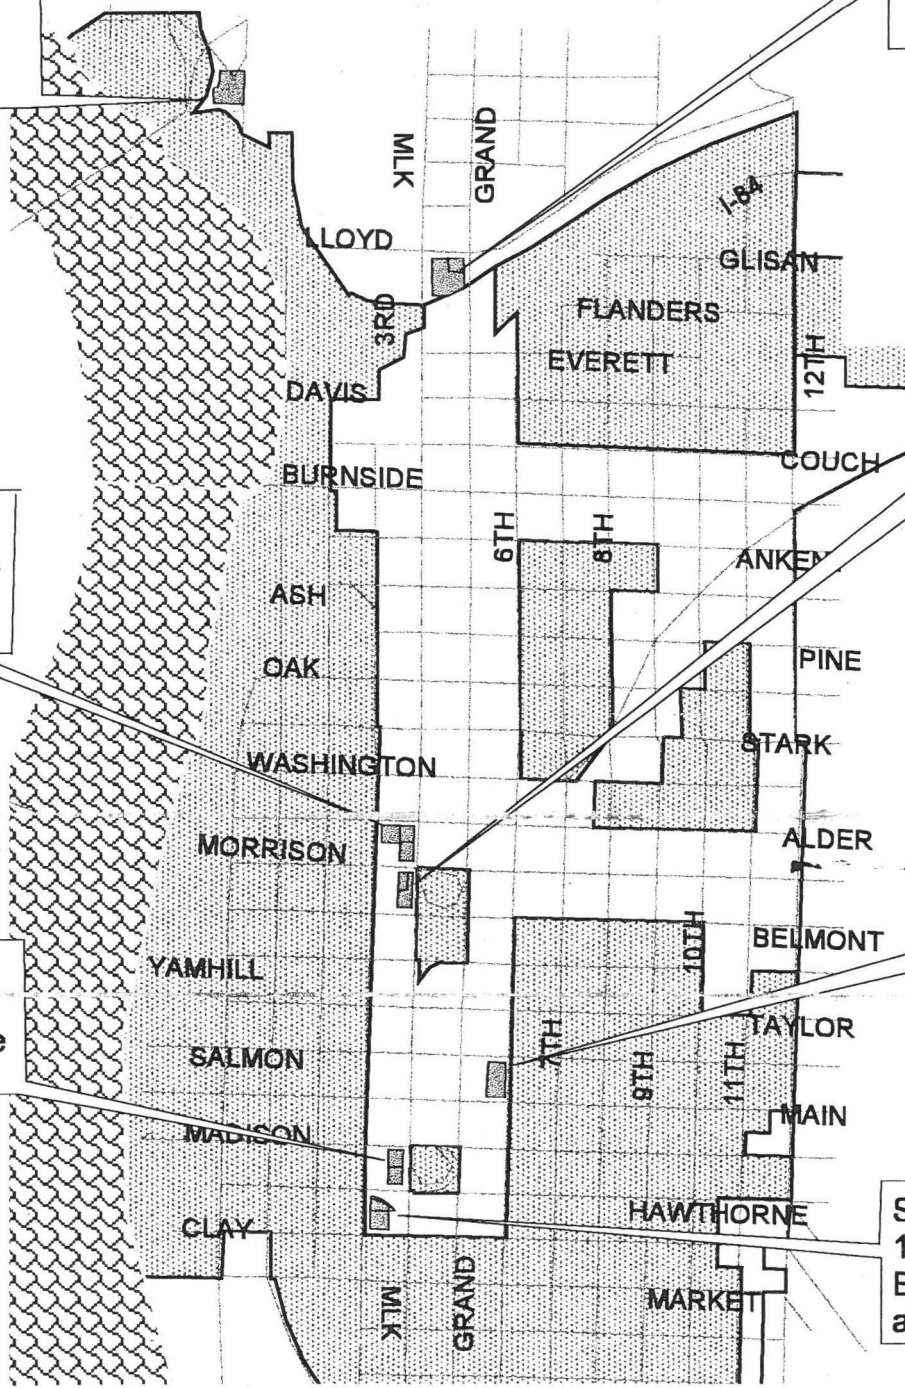 MLK
GRAND
I-84
LLOYD
GLISAN
3RD
FLANDERS
EVERETT
12TH
DAVIS
COUCH
BURNSIDE
6TH
8TH
ANKEN
ASH
OAK
PINE
STARK
WASHINGTON
ALDER
MORRISON
10TH
BELMONT
YAMHILL
TAYLOR
e
SALMON
7TH
9TH
11TH
MAIN
MADISON
HAWTHORNE
CLAY
S
1
E
a
MLK
GRAND
MARKET